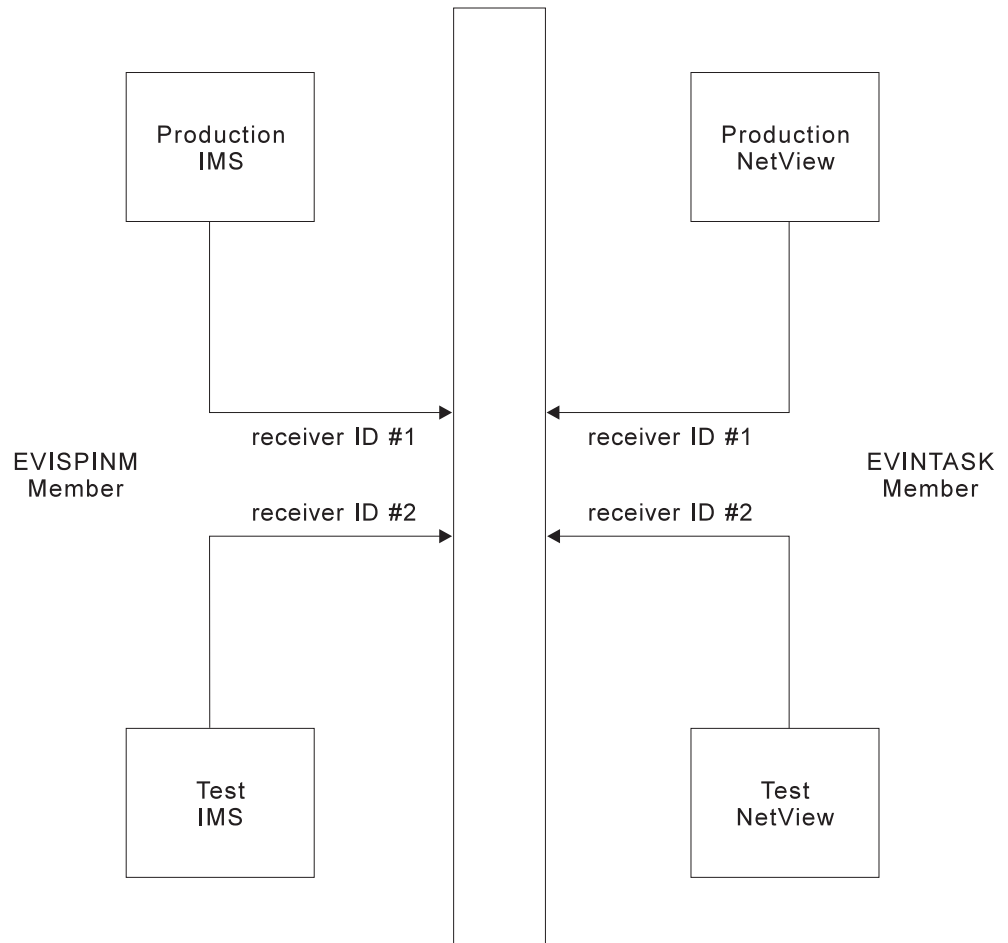 Production
IMS
Production
NetView
receiver ID #1
receiver ID #1
EVISPINM
Member
EVINTASK
Member
receiver ID #2
receiver ID #2
Test
IMS
Test
NetView